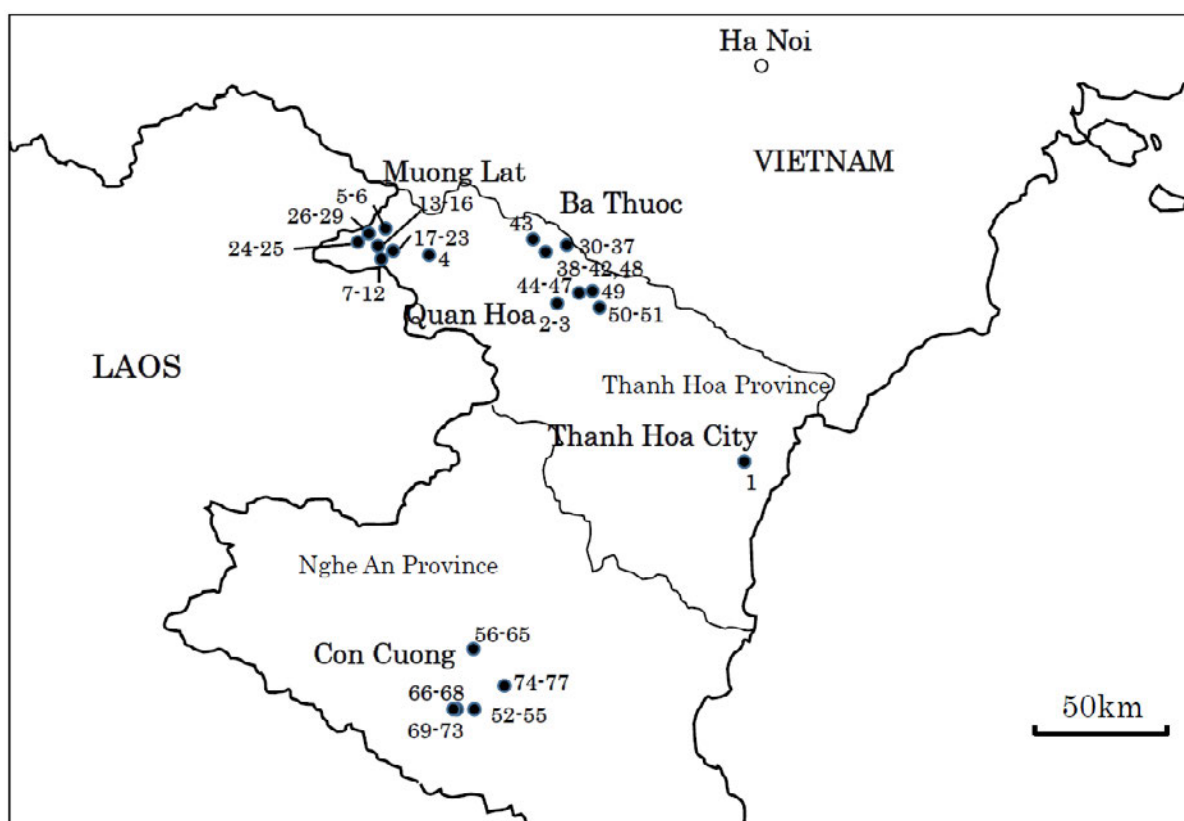 Ha Noi
VIETNAM
Muong Lat
5-6
13-16
Ba Thuoc
26-29
43
17-23
30-37
24-25
4
38-42,48
7-12
44-47
49
Quan Hoa
2-3
50-51
LAOS
Thanh Hoa Province
Thanh Hoa City
1
Nghe An Province
56-65
Con Cuong
74-77
66-68
52-55
69-73
50km